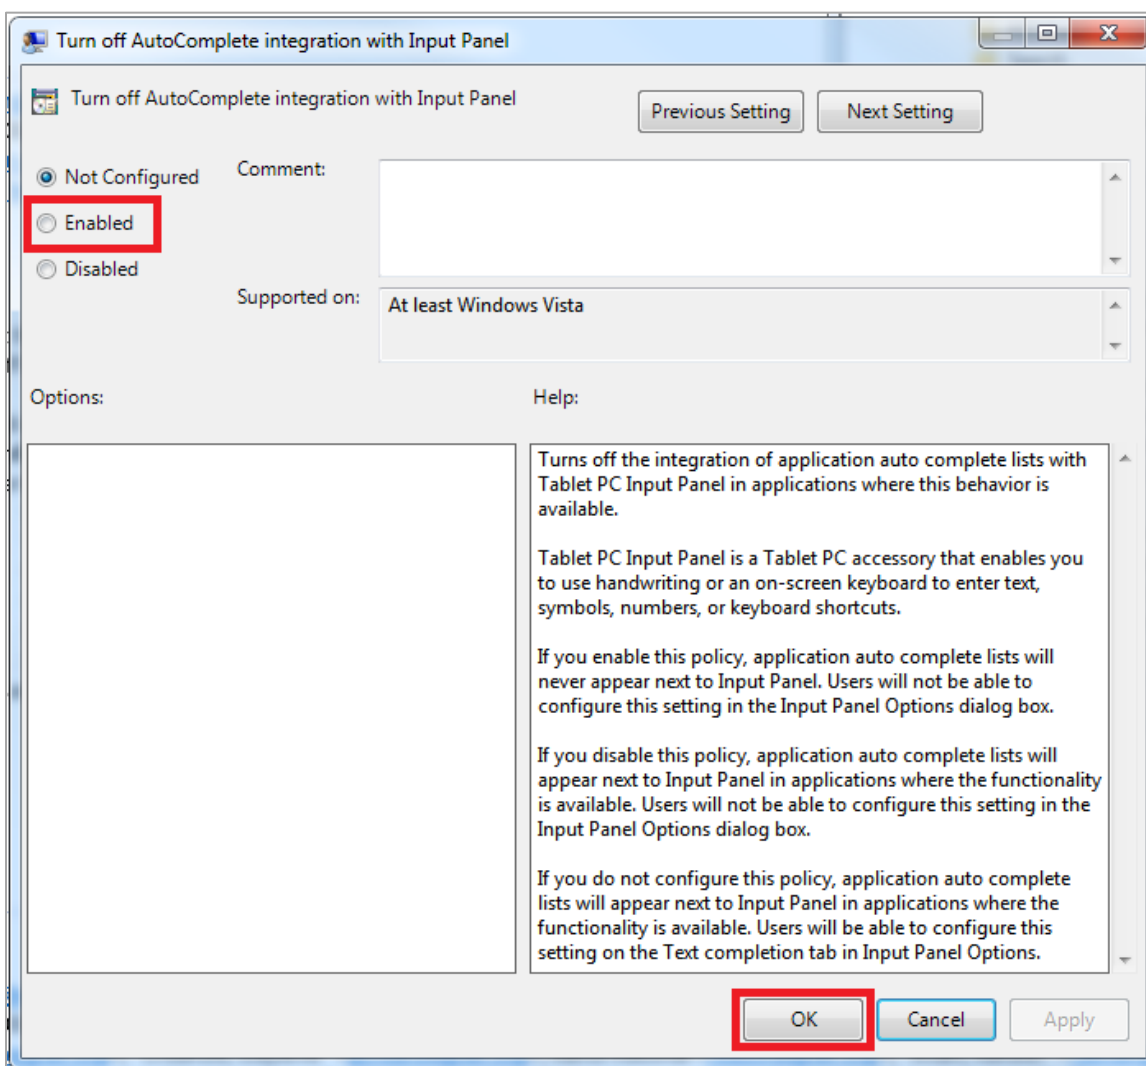 Turn off AutoComplete integration with Input Panel
Turn off AutoComplete integration with Input Panel
Previous Setting
Next Setting
Not Configured
Comment:
Enabled
Disabled
Supported on:
At least Windows Vista
Options:
Help:
Turns off the integration of application auto complete lists with
Tablet PC Input Panel in applications where this behavior is
available.
Tablet PC Input Panel is a Tablet PC accessory that enables you
to use handwriting or an on-screen keyboard to enter text,
symbols, numbers, or keyboard shortcuts.
If you enable this policy, application auto complete lists will
never appear next to Input Panel. Users will not be able to
configure this setting in the Input Panel Options dialog box.
If you disable this policy, application auto complete lists will
appear next to Input Panel in applications where the functionality
is available. Users will not be able to configure this setting in the
Input Panel Options dialog box.
If you do not configure this policy, application auto complete
lists will appear next to Input Panel in applications where the
functionality is available. Users will be able to configure this
setting on the Text completion tab in Input Panel Options.
OK
Cancel
Apply